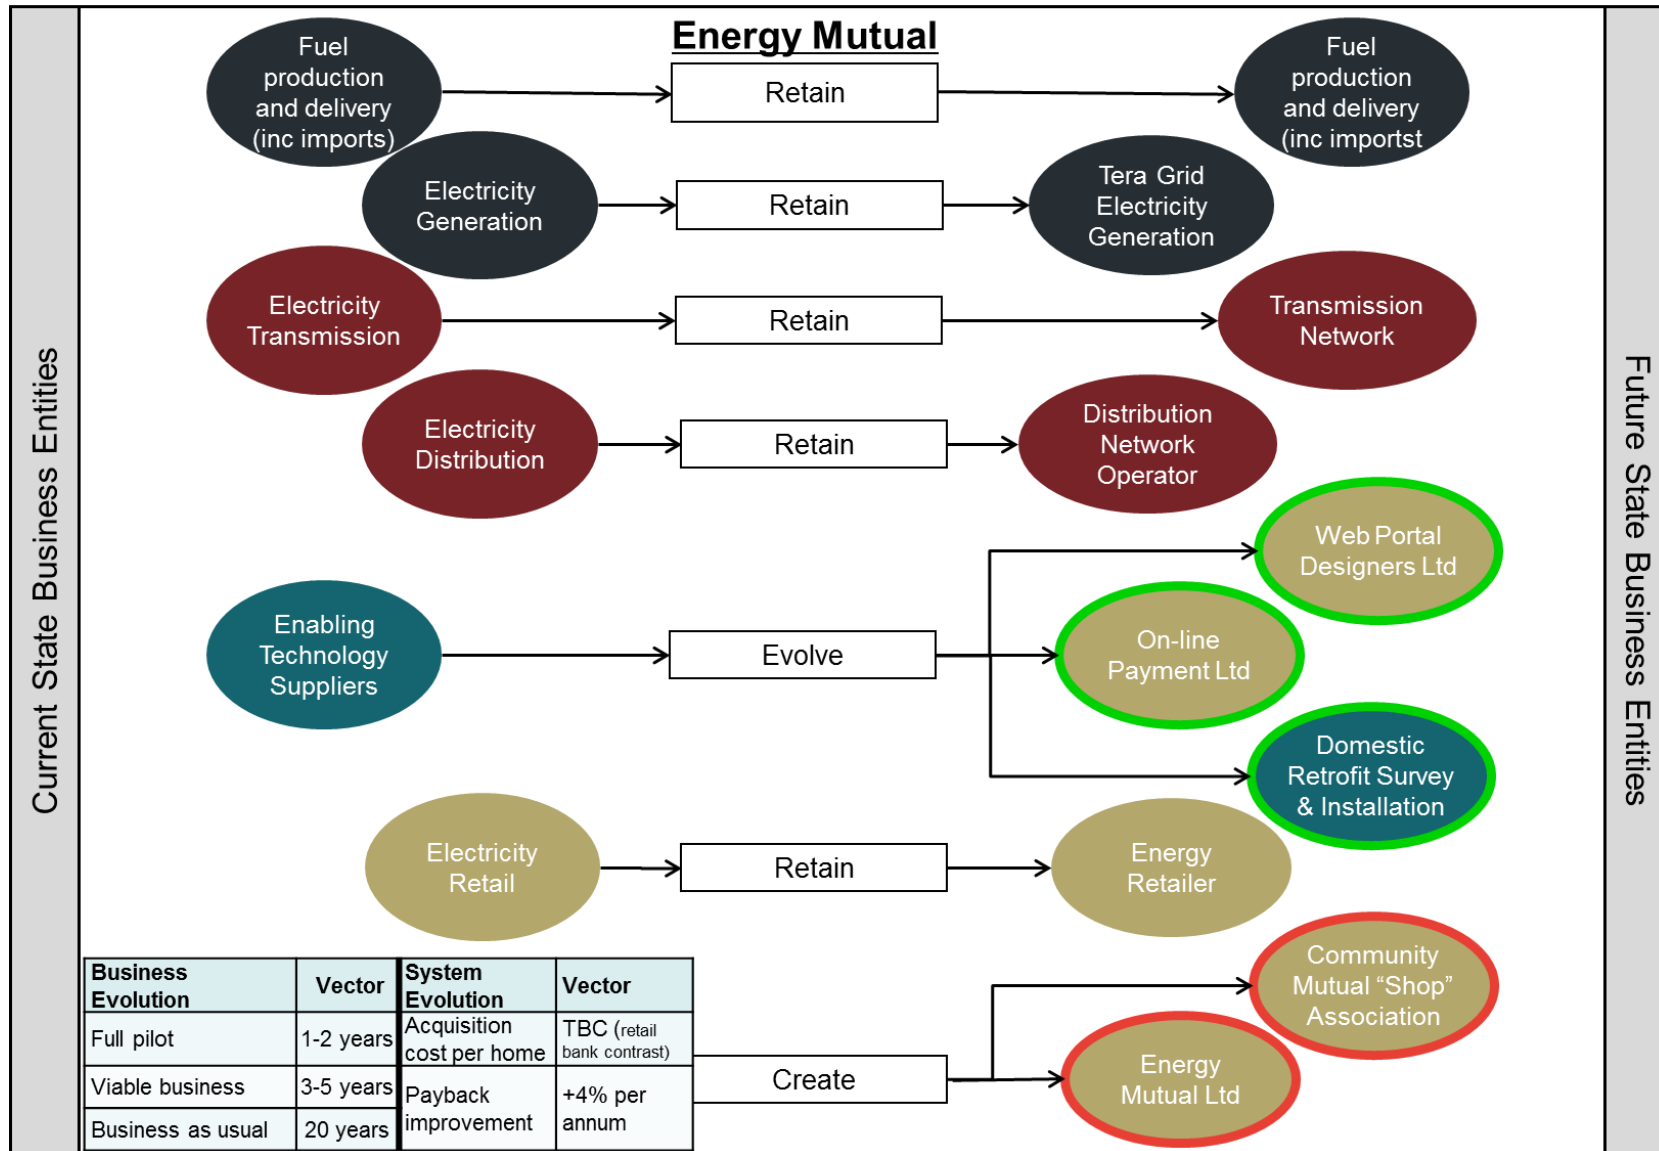 Energy Mutual
Current State Business Entities
Future State Business Entities
Fuel
production
and delivery
(inc imports)
Retain
Fuel
production
and delivery
(inc importst
Electricity
Generation
Retain
Tera Grid
Electricity
Generation
Electricity
Transmission
Retain
Transmission
Network
Electricity
Distribution
Retain
Distribution
Network
Operator
Enabling
Technology
Suppliers
Evolve
Web Portal
Designers Ltd
On-line
Payment Ltd
Domestic
Retrofit Survey
& Installation
Electricity
Retail
Retain
Energy
Retailer
Create
Community
Mutual “Shop”
Association
Energy
Mutual Ltd
Business
Evolution
Vector
System
Evolution
Vector
Full pilot
1-2 years
Acquisition
cost per home
TBC (retail
bank contrast)
Viable business
3-5 years
Payback
improvement
+4% per
annum
Business as usual
20 years